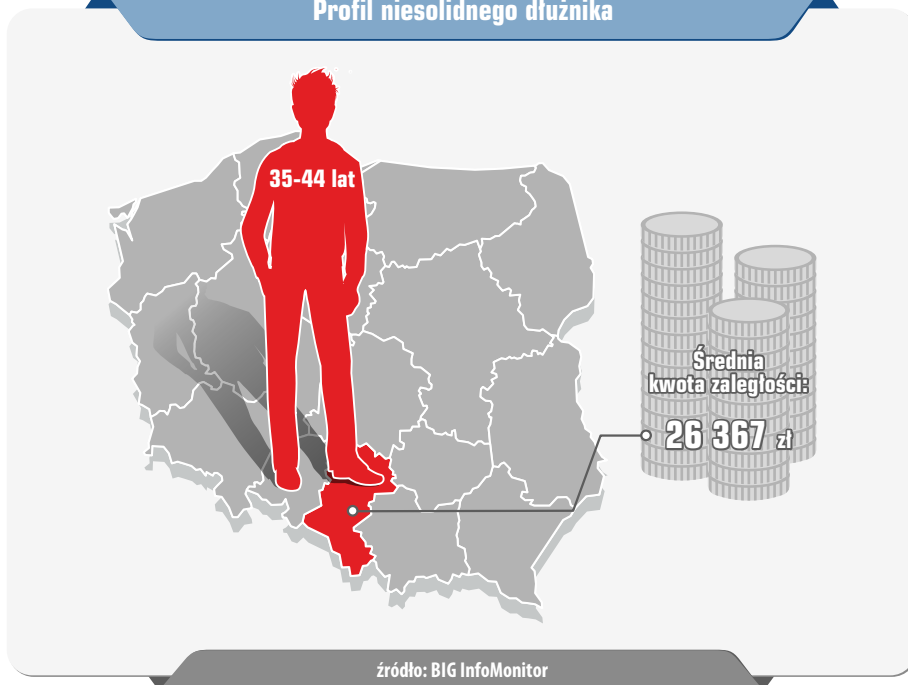 Profil niesolidnego dłużnika
35-44 lat
Średnia
kwota zaległości:
26 367 zł
źródło: BIG InfoMonitor